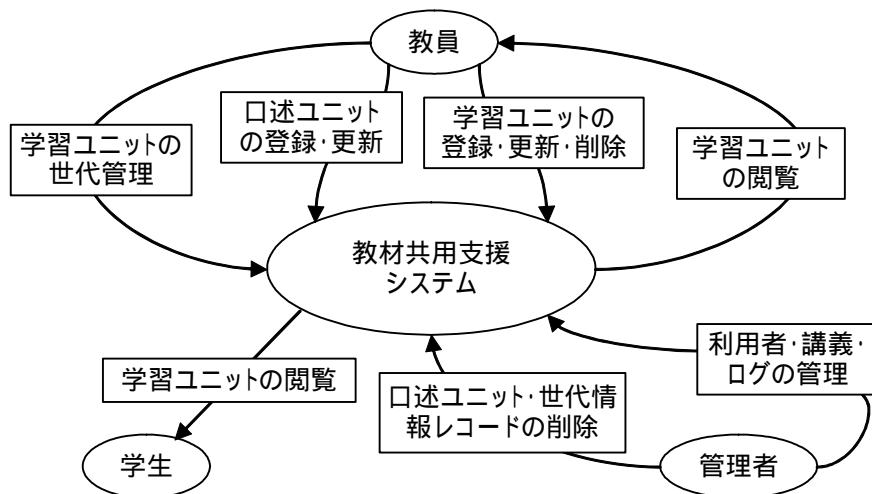 教員
学習ユニットの
世代管理
口述ユニット
の登録・更新
学習ユニットの
登録・更新・削除
学習ユニット
の閲覧
教材共用支援
システム
学習ユニットの閲覧
口述ユニット・世代情
報レコードの削除
利用者・講義・
ログの管理
学生
管理者